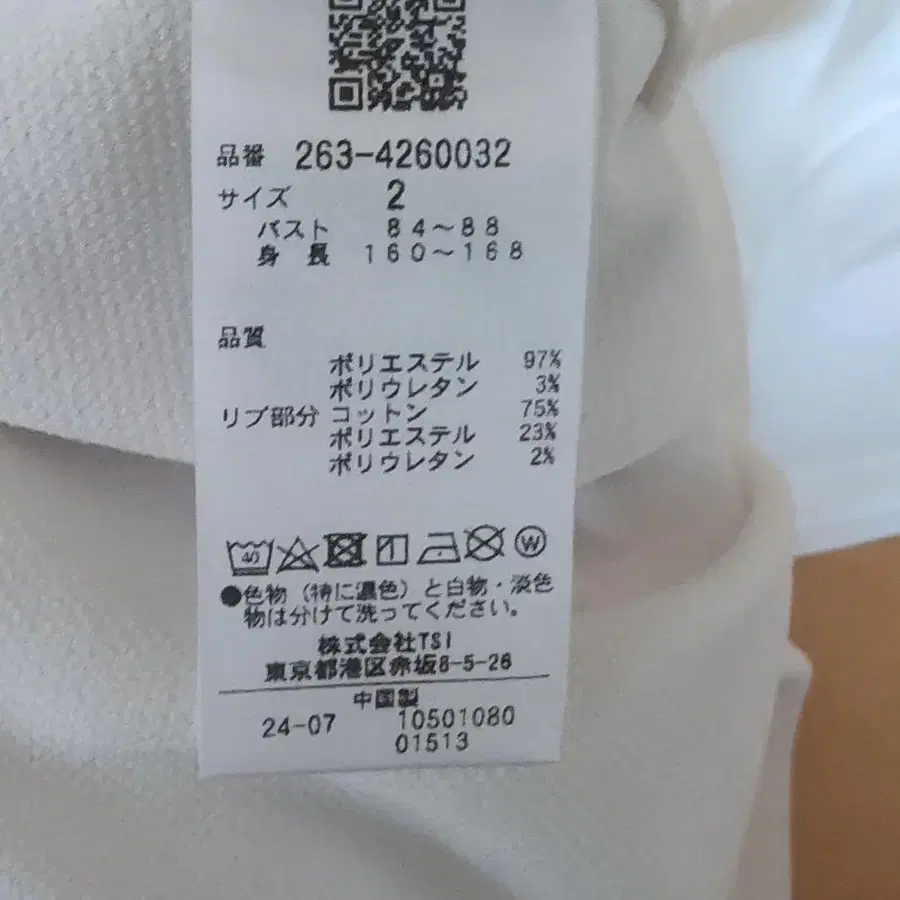 品番 263-4260032
サイズ 2
バスト 84～88
身長 160～168
品質
ポリエステル 97%
ポリウレタン 3%
リブ部分 コットン 75%
ポリエステル 23%
ポリウレタン 2%
40 W
●色物（特に濃色）と白物・淡色
物は分けて洗ってください。
株式会社TSI
東京都港区赤坂8-5-26
中国製
24-07 10501080
01513